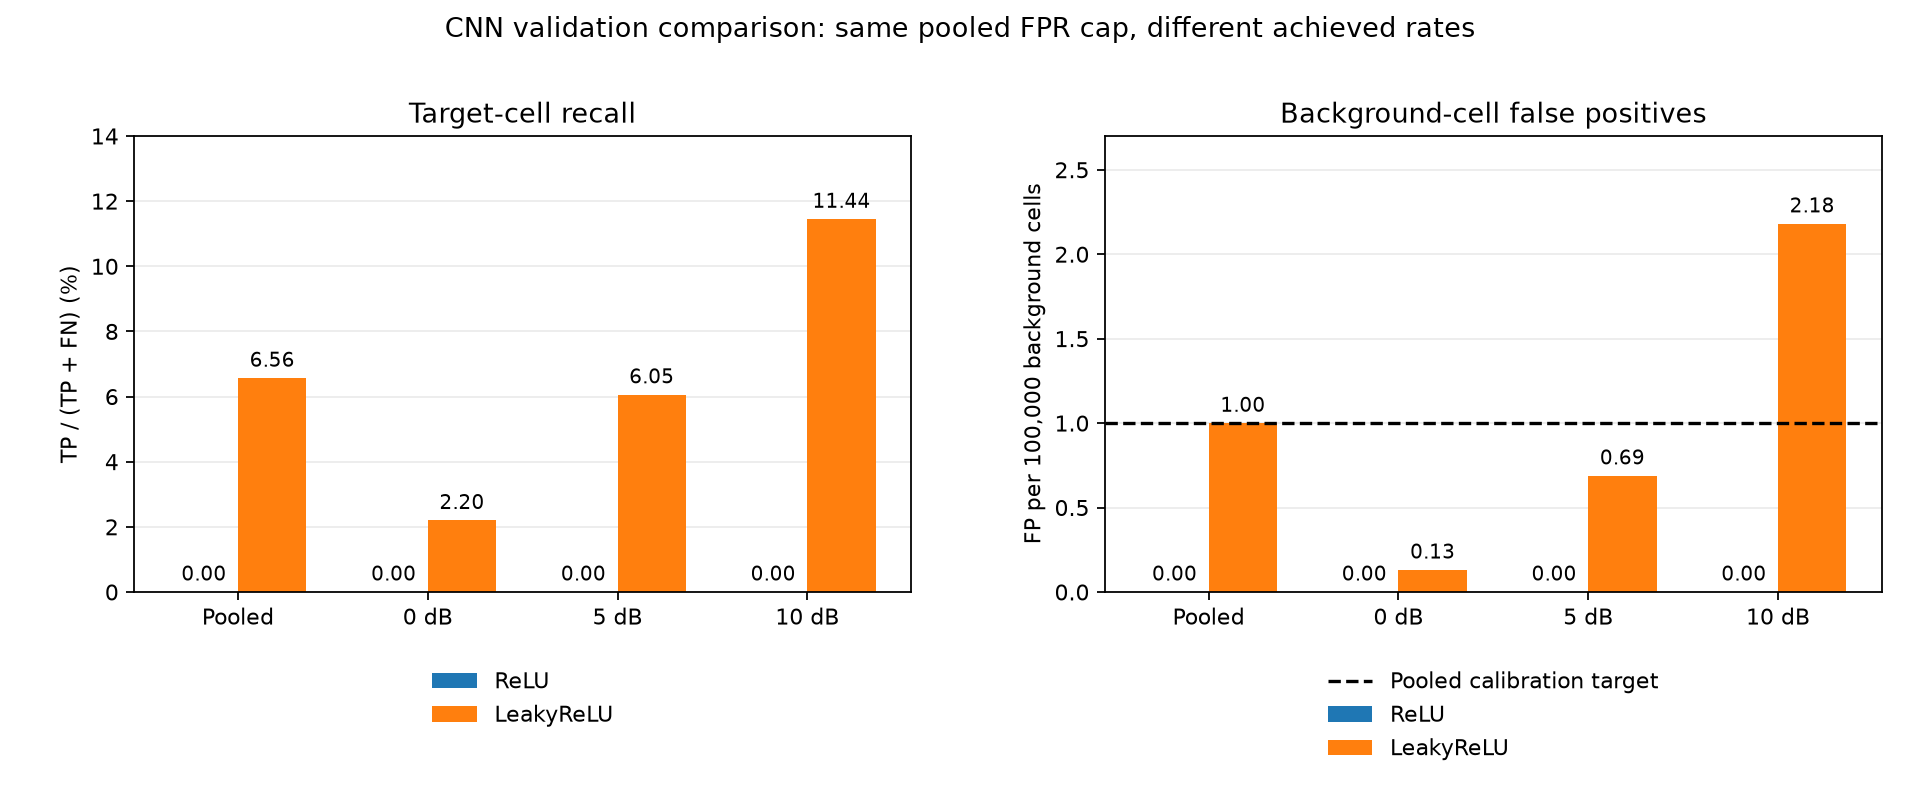 CNN validation comparison: same pooled FPR cap, different achieved rates
Target-cell recall
TP / (TP + FN) (%)
14
12
10
8
6
4
2
0
0.00
6.56
0.00
2.20
0.00
6.05
0.00
11.44
Pooled
0 dB
5 dB
10 dB
ReLU
LeakyReLU
Background-cell false positives
FP per 100,000 background cells
2.5
2.0
1.5
1.0
0.5
0.0
0.00
1.00
0.00
0.13
0.00
0.69
0.00
2.18
Pooled
0 dB
5 dB
10 dB
Pooled calibration target
ReLU
LeakyReLU